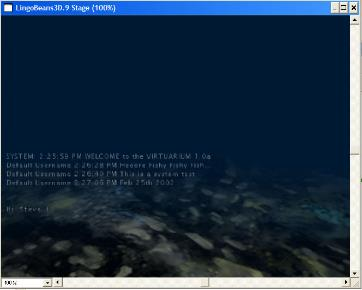 LingoBeans3D.9 Stage (100%)
SYSTEM: 2:25:59 PM WELCOME to the VIRTUARIUM 1.0a
Default Username 2:26:28 PM Heeere Fishy Fishy Fish...
Default Username 2:26:49 PM This is a system test
Default Username 2:27:06 PM Feb 25th 2002
Hi Steve !
100%